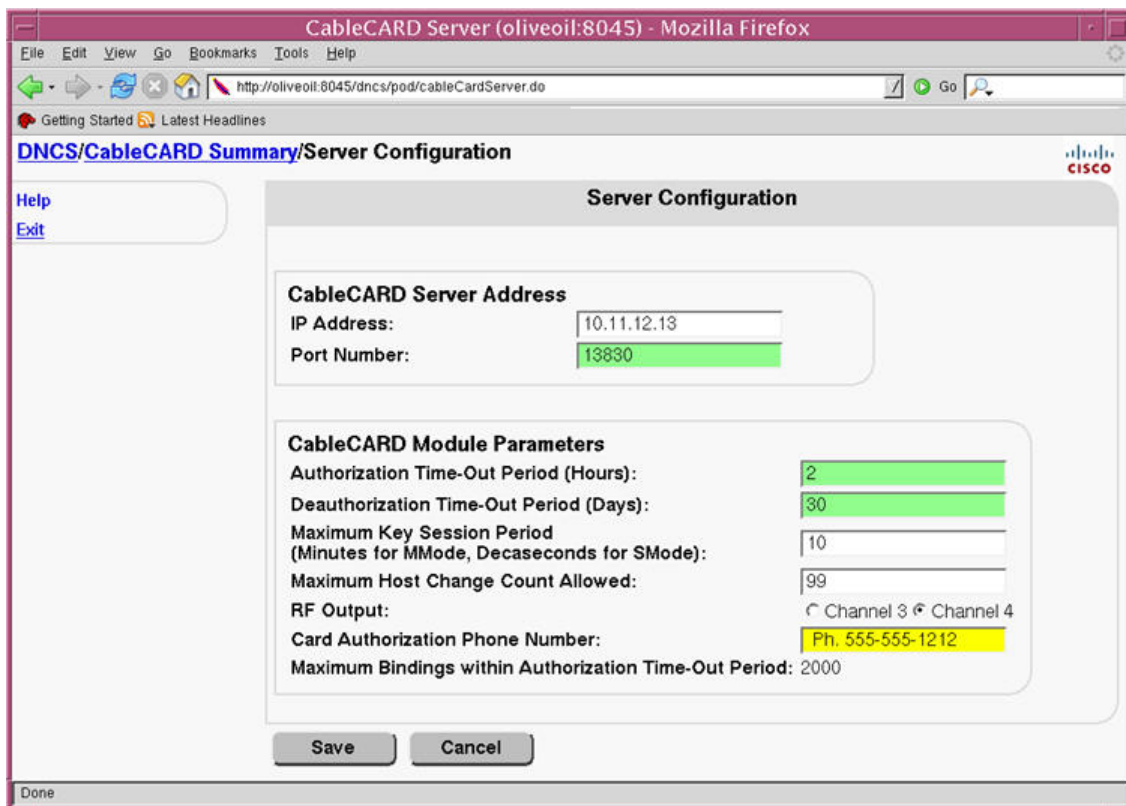 CableCARD Server (oliveoil:8045) - Mozilla Firefox
File Edit View Go Bookmarks Tools Help
http://oliveoil:8045/dncs/pod/cableCardServer.do Go
Getting Started Latest Headlines
DNCS/CableCARD Summary/Server Configuration
CISCO
Help
Exit
Server Configuration
CableCARD Server Address
IP Address: 10.11.12.13
Port Number: 13830
CableCARD Module Parameters
Authorization Time-Out Period (Hours): 2
Deauthorization Time-Out Period (Days): 30
Maximum Key Session Period
(Minutes for MMode, Decaseconds for SMode): 10
Maximum Host Change Count Allowed: 99
RF Output: Channel 3 Channel 4
Card Authorization Phone Number: Ph. 555-555-1212
Maximum Bindings within Authorization Time-Out Period: 2000
Save Cancel
Done